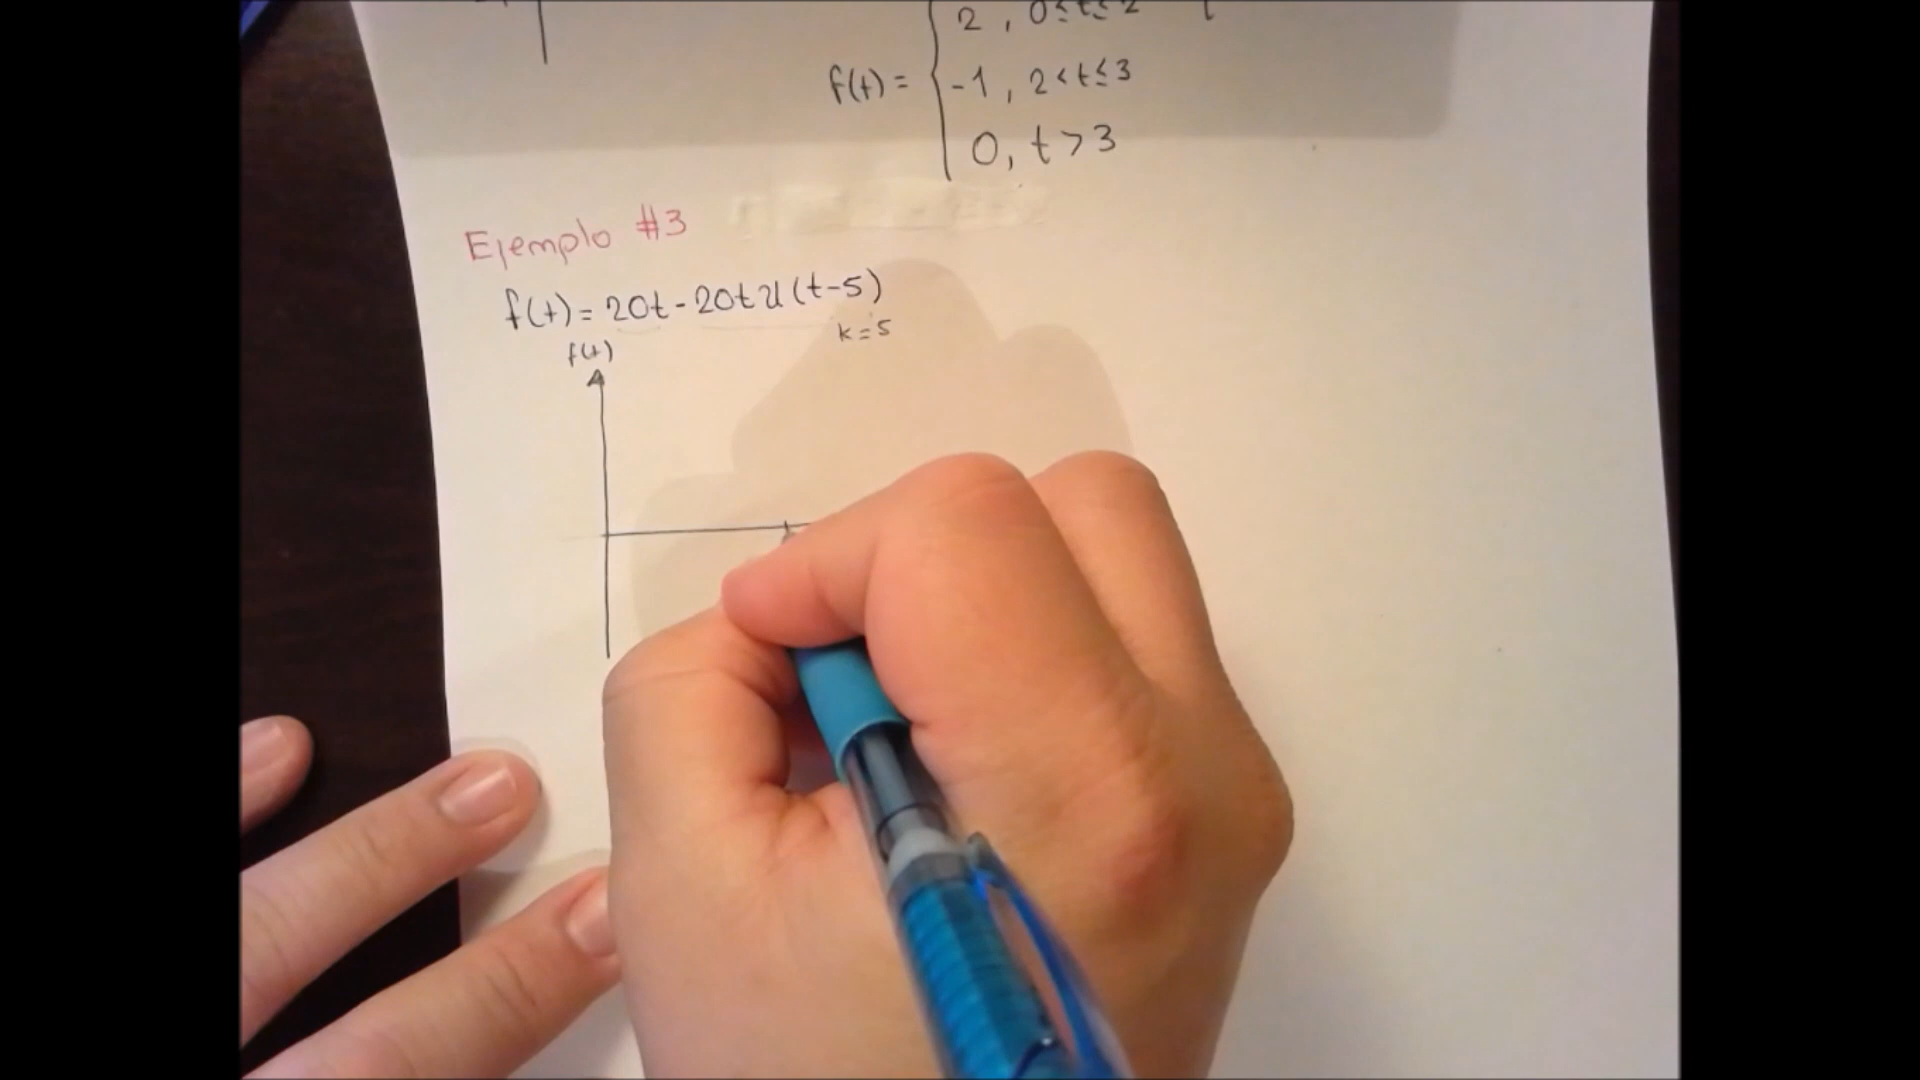 2, 0≤t≤2
f(t)= { -1, 2<t≤3
0, t>3
Ejemplo #3
f(t)=20t-20t U(t-5)
k=5
f(t)